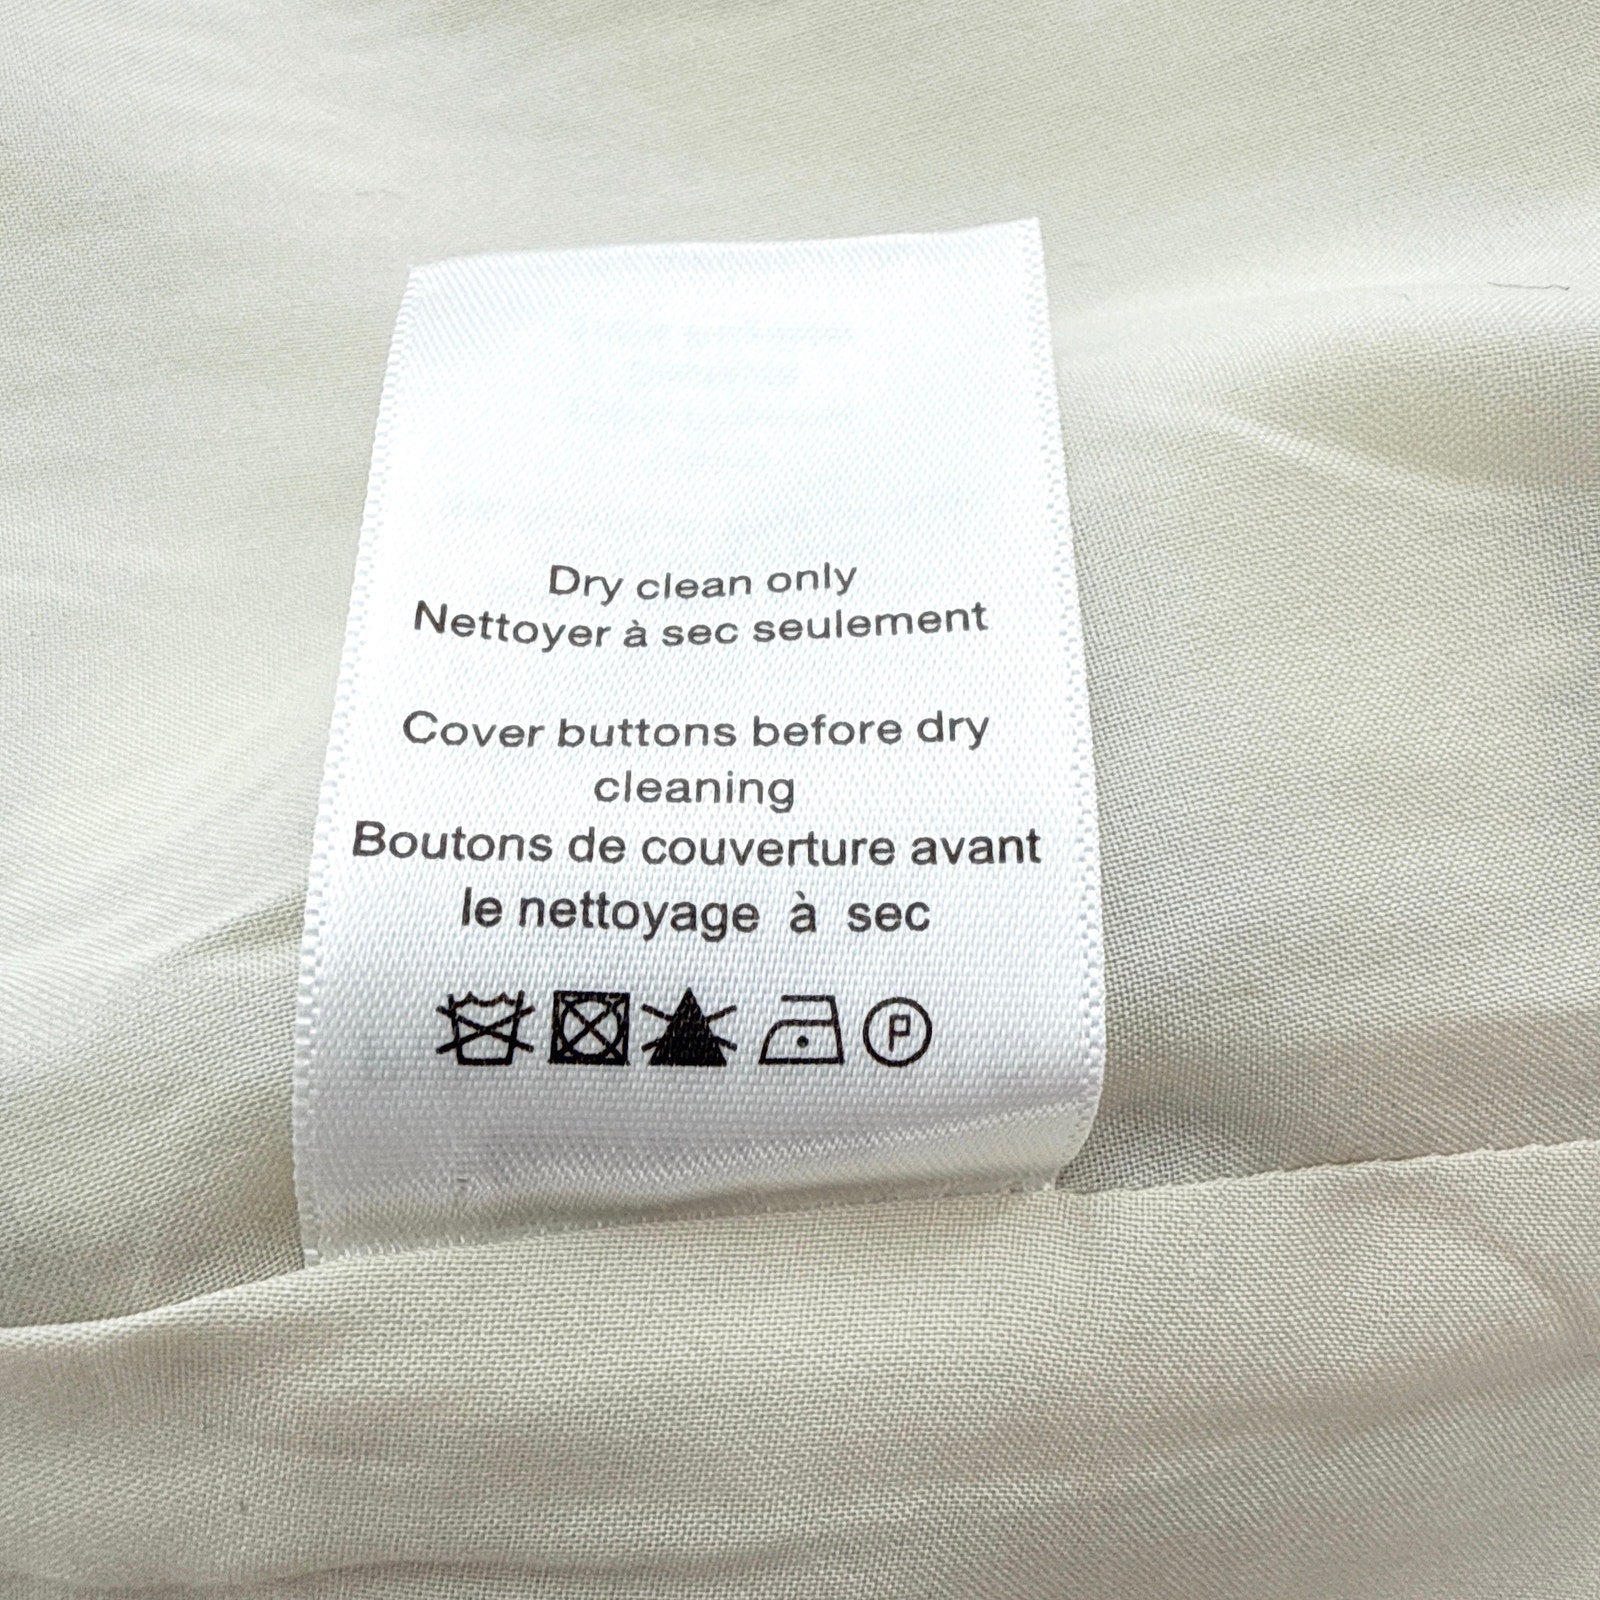 Dry clean only
Nettoyer à sec seulement
Cover buttons before dry
cleaning
Boutons de couverture avant
le nettoyage à sec
P